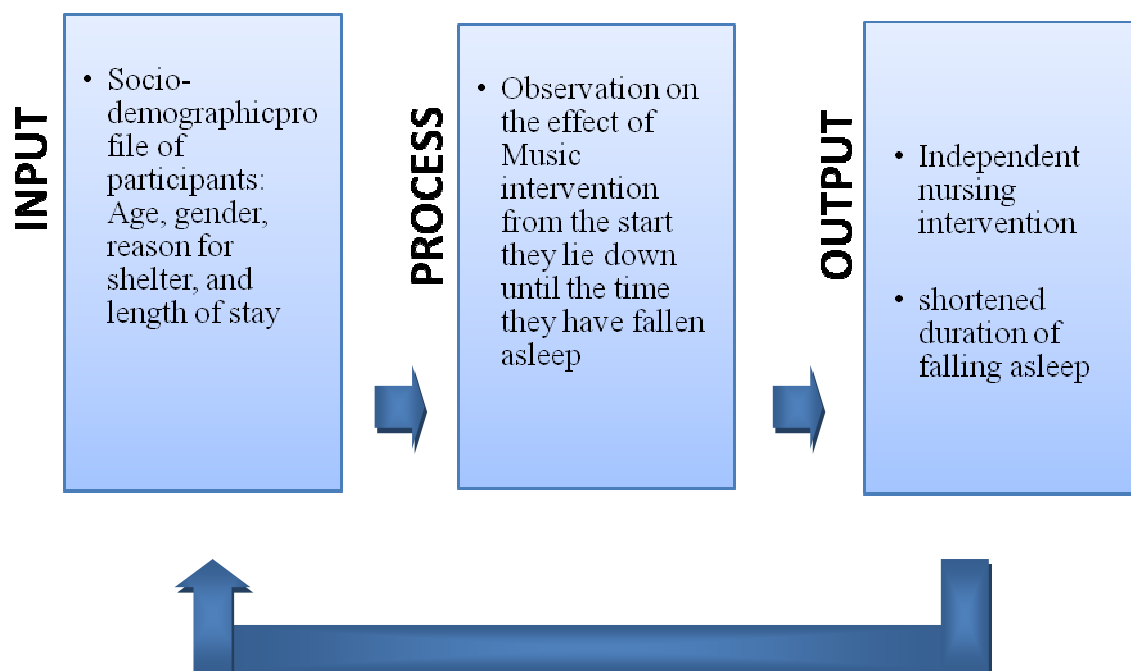 INPUT
• Socio-
demographicpro
file of
participants:
Age, gender,
reason for
shelter, and
length of stay
PROCESS
• Observation on
the effect of
Music
intervention
from the start
they lie down
until the time
they have fallen
asleep
OUTPUT
• Independent
nursing
intervention
• shortened
duration of
falling asleep